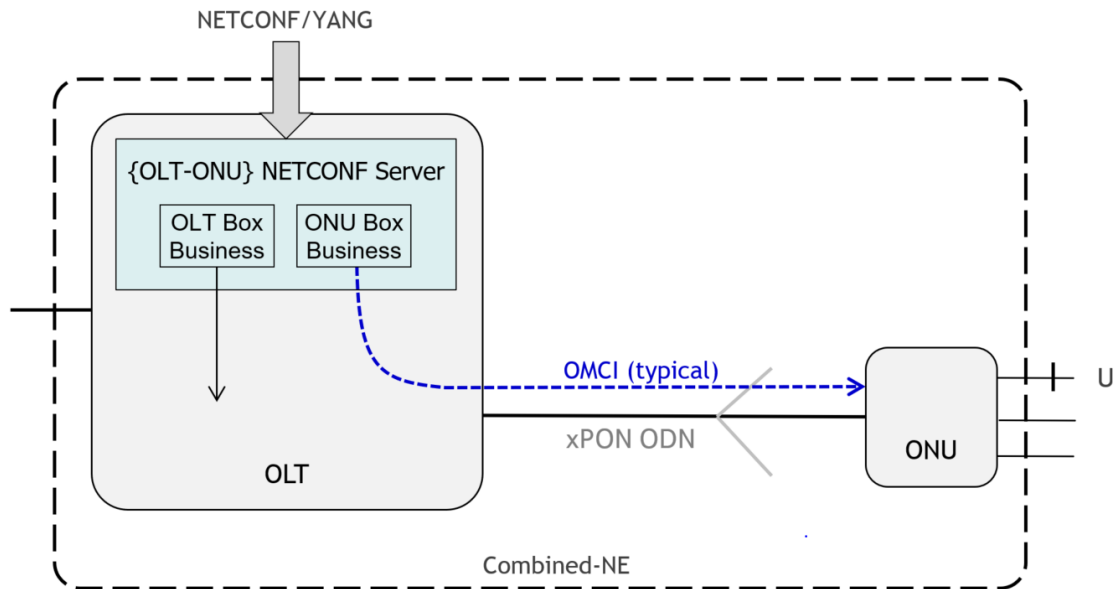 NETCONF/YANG
{OLT-ONU} NETCONF Server
OLT Box
Business
ONU Box
Business
OMCI (typical)
U
xPON ODN
ONU
OLT
Combined-NE